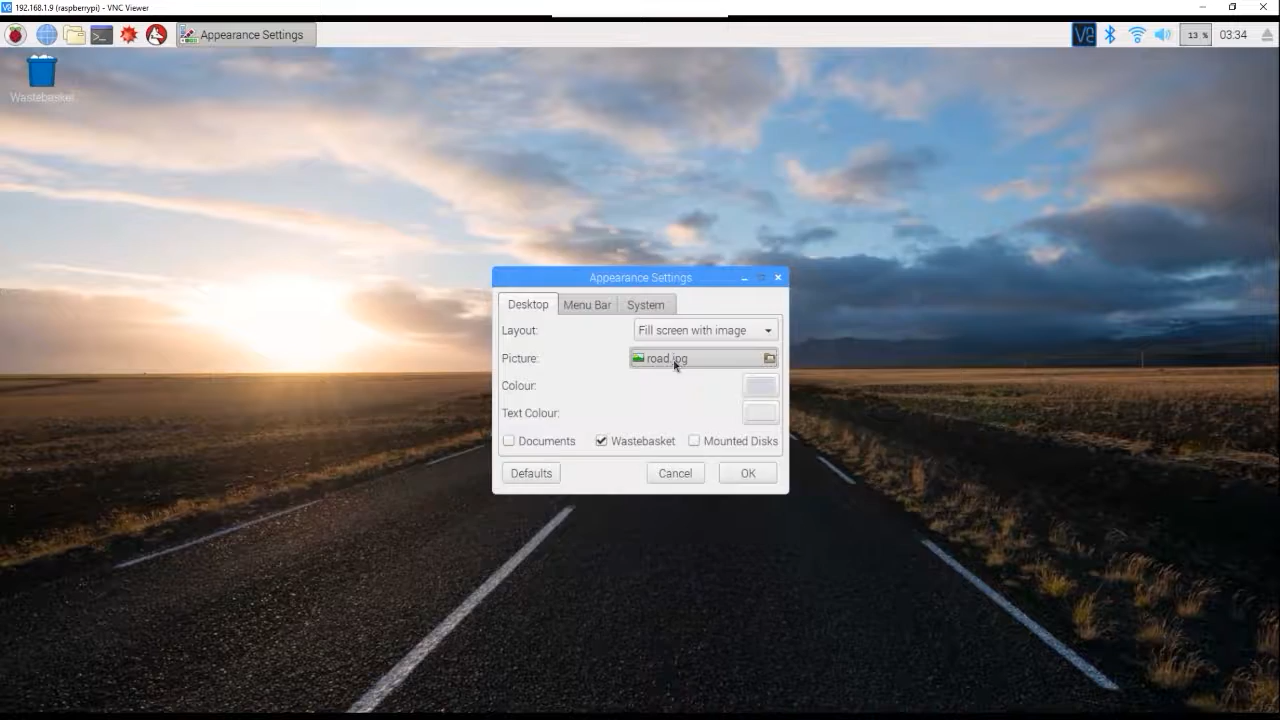 192.168.1.9 (raspberrypi) - VNC Viewer
Appearance Settings
13 %
03:34
Wastebasket
Appearance Settings
Desktop
Menu Bar
System
Layout:
Fill screen with image
Picture:
road.jpg
Colour:
Text Colour:
Documents
Wastebasket
Mounted Disks
Defaults
Cancel
OK